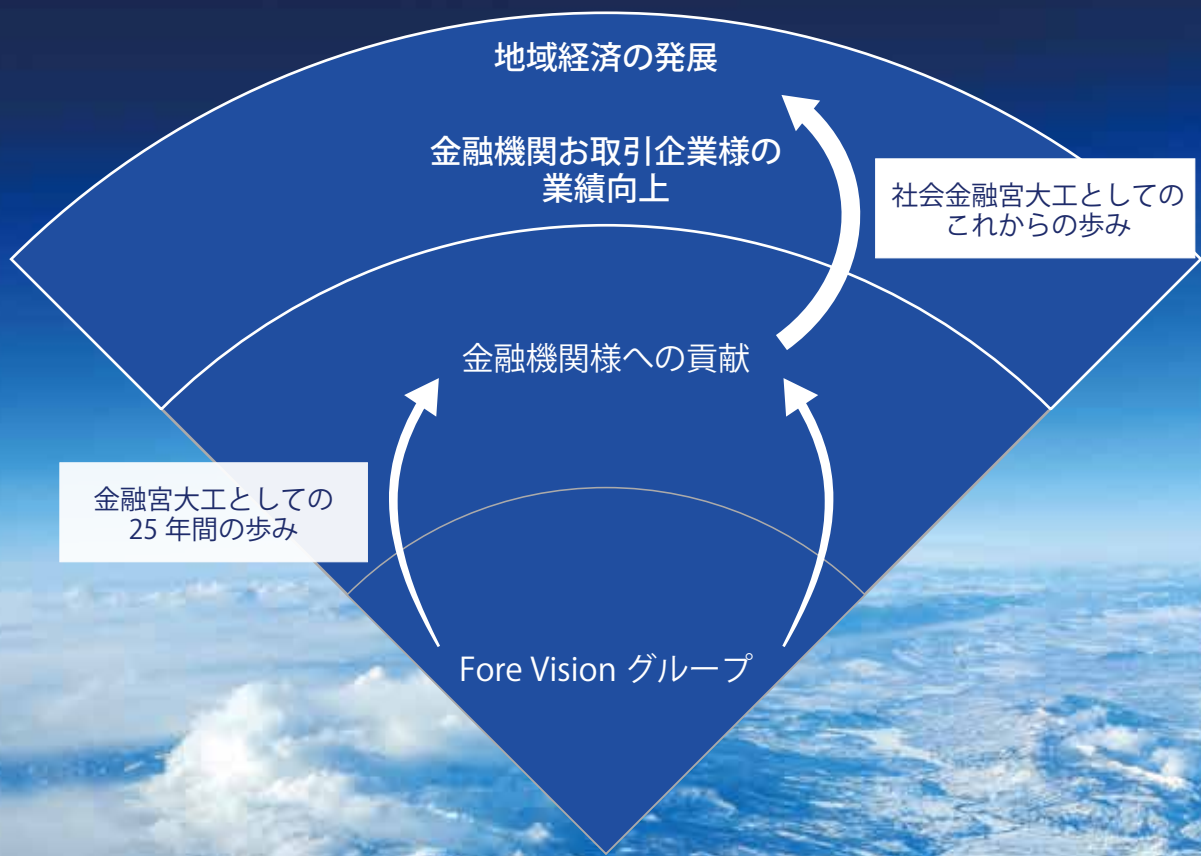 地域経済の発展
金融機関お取引企業様の
業績向上
社会金融宮大工としての
これからの歩み
金融機関様への貢献
金融宮大工としての
25 年間の歩み
Fore Vision グループ